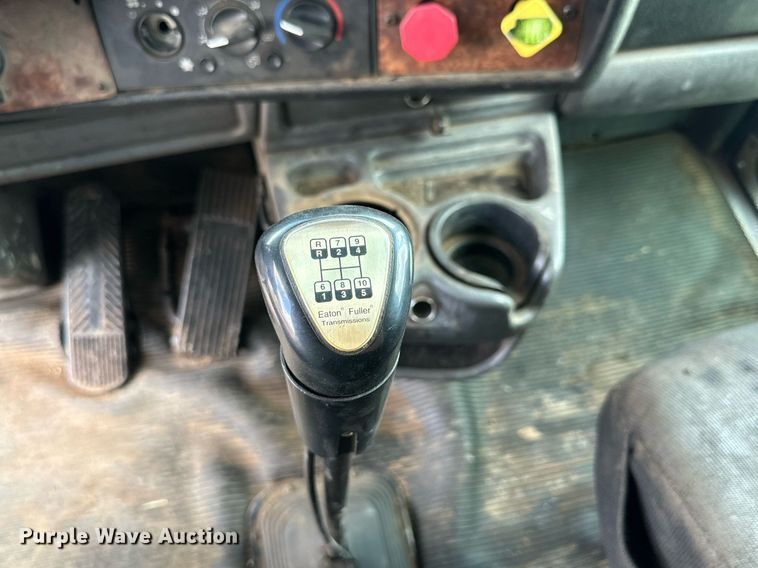 R 7 9
R 2 4
6 8 10
1 3 5
Eaton® Fuller®
Transmissions
Purple Wave Auction